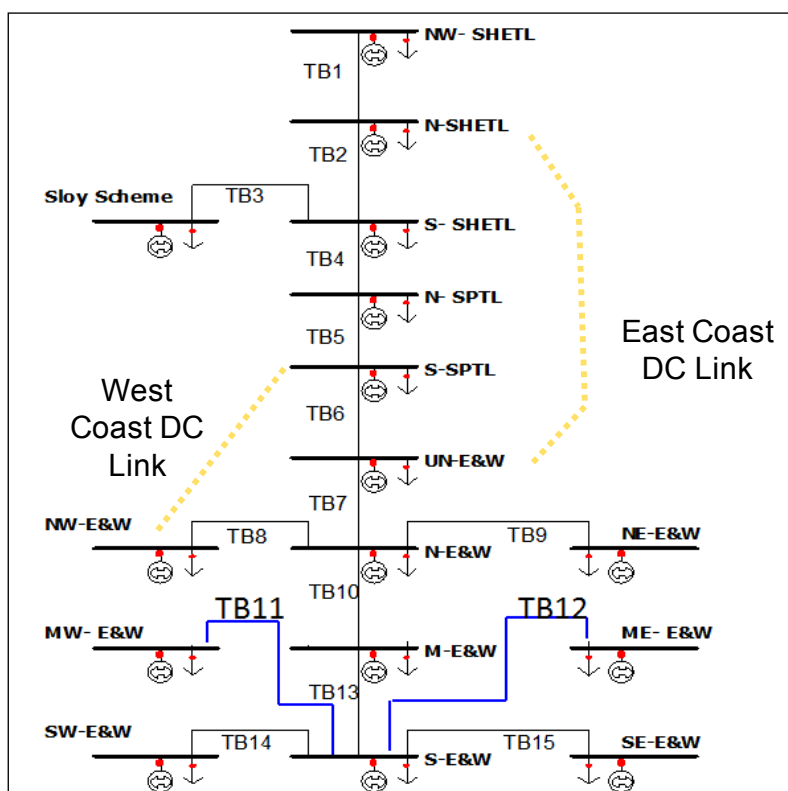 NW- SHETL
TB1
N-SHETL
TB2
Sloy Scheme
TB3
S- SHETL
TB4
N- SPTL
TB5
East Coast
DC Link
S-SPTL
West
Coast DC
Link
TB6
UN-E&W
TB7
NW-E&W
TB8
N-E&W
TB9
NE-E&W
TB10
TB11
TB12
MW- E&W
M-E&W
ME- E&W
TB13
SW-E&W
TB14
S-E&W
TB15
SE-E&W